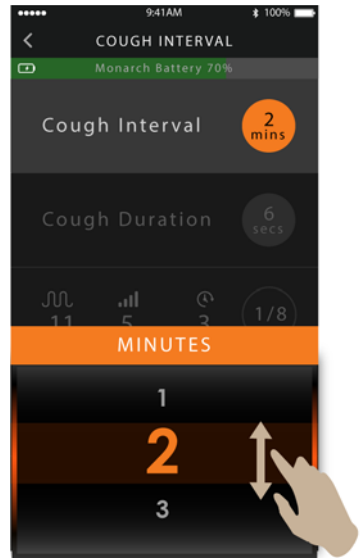 9:41AM 100%
COUGH INTERVAL
Monarch Battery 70%
Cough Interval 2 mins
Cough Duration 6 secs
11 5 3 1/8
MINUTES
1
2
3